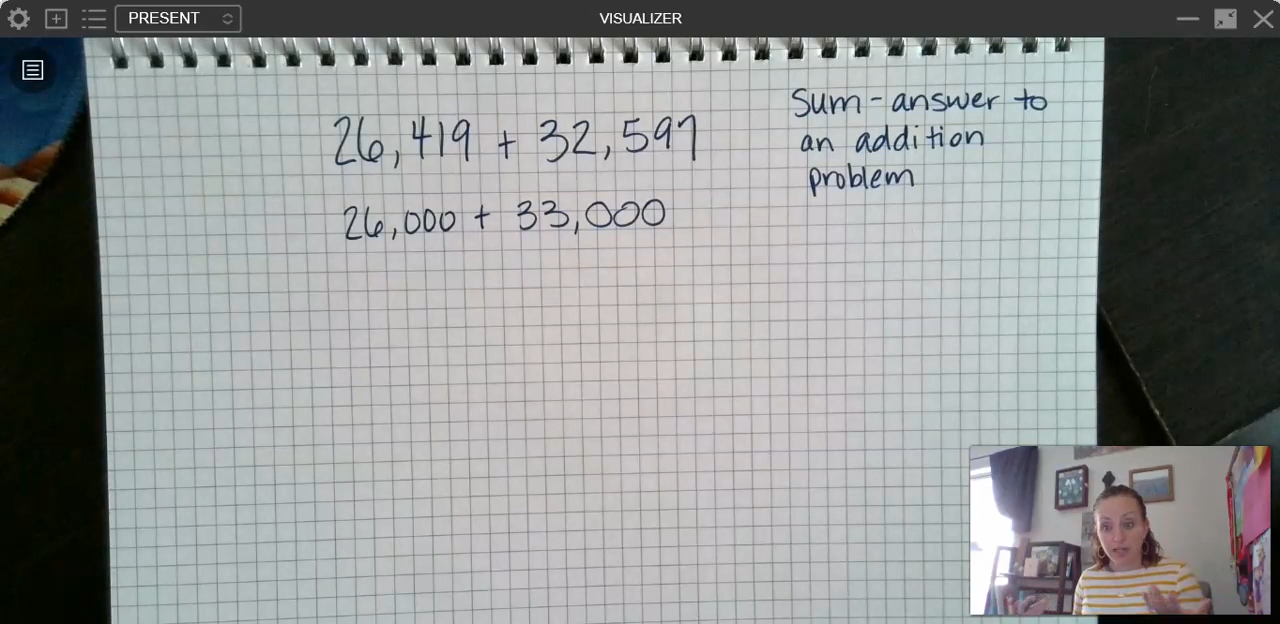 PRESENT
VISUALIZER
26,419 + 32,597
26,000 + 33,000
Sum - answer to
an addition
problem